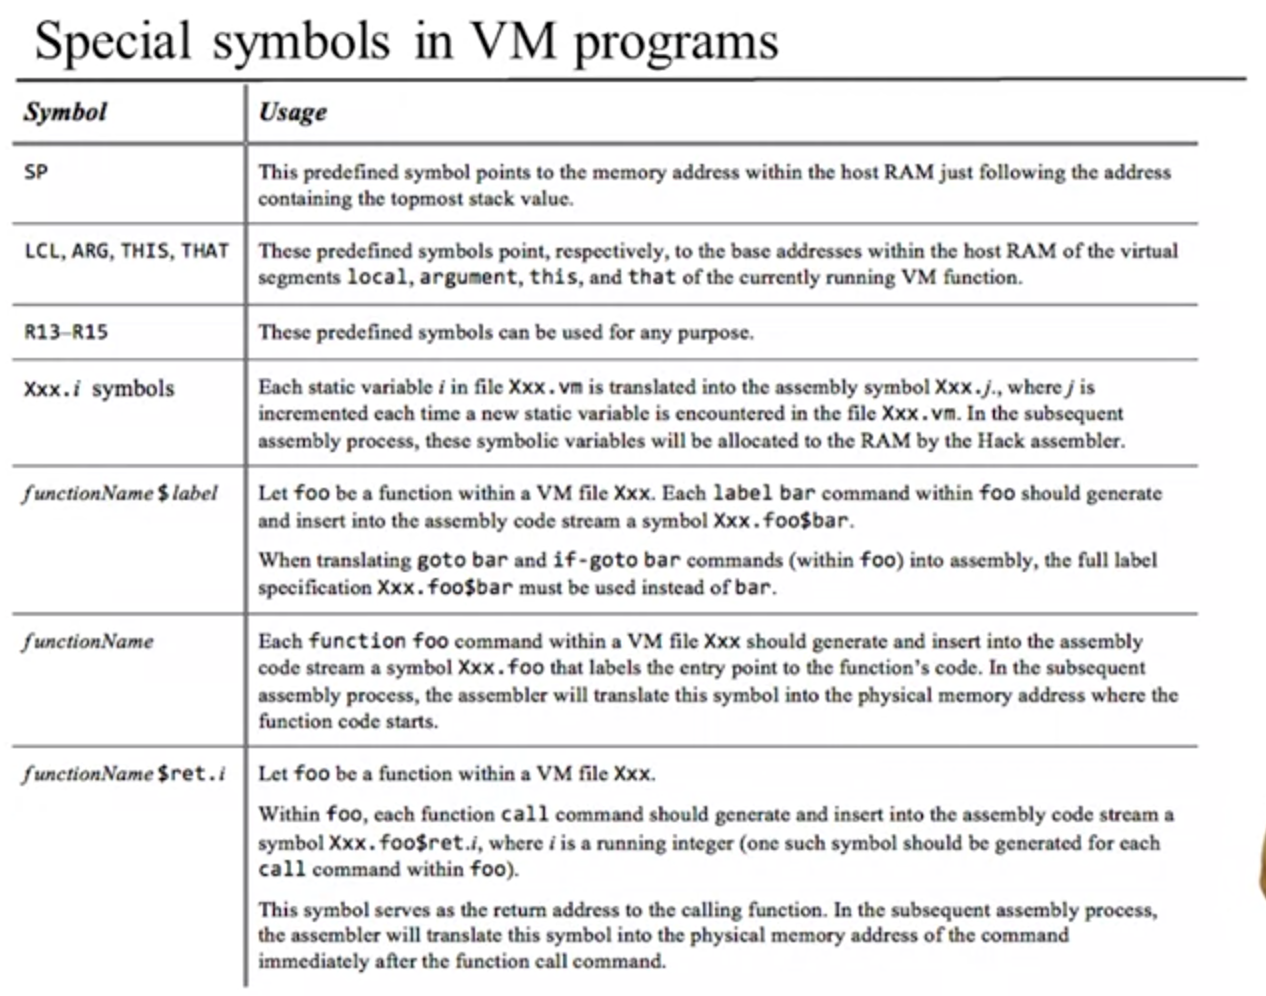 Special symbols in VM programs
Symbol
Usage
SP
This predefined symbol points to the memory address within the host RAM just following the address
containing the topmost stack value.
LCL, ARG, THIS, THAT
These predefined symbols point, respectively, to the base addresses within the host RAM of the virtual
segments local, argument, this, and that of the currently running VM function.
R13–R15
These predefined symbols can be used for any purpose.
Xxx.i symbols
Each static variable i in file Xxx.vm is translated into the assembly symbol Xxx.j., where j is
incremented each time a new static variable is encountered in the file Xxx.vm. In the subsequent
assembly process, these symbolic variables will be allocated to the RAM by the Hack assembler.
functionName$label
Let foo be a function within a VM file Xxx. Each label bar command within foo should generate
and insert into the assembly code stream a symbol Xxx.foo$bar.
When translating goto bar and if-goto bar commands (within foo) into assembly, the full label
specification Xxx.foo$bar must be used instead of bar.
functionName
Each function foo command within a VM file Xxx should generate and insert into the assembly
code stream a symbol Xxx.foo that labels the entry point to the function's code. In the subsequent
assembly process, the assembler will translate this symbol into the physical memory address where the
function code starts.
functionName$ret.i
Let foo be a function within a VM file Xxx.
Within foo, each function call command should generate and insert into the assembly code stream a
symbol Xxx.foo$ret.i, where i is a running integer (one such symbol should be generated for each
call command within foo).
This symbol serves as the return address to the calling function. In the subsequent assembly process,
the assembler will translate this symbol into the physical memory address of the command
immediately after the function call command.